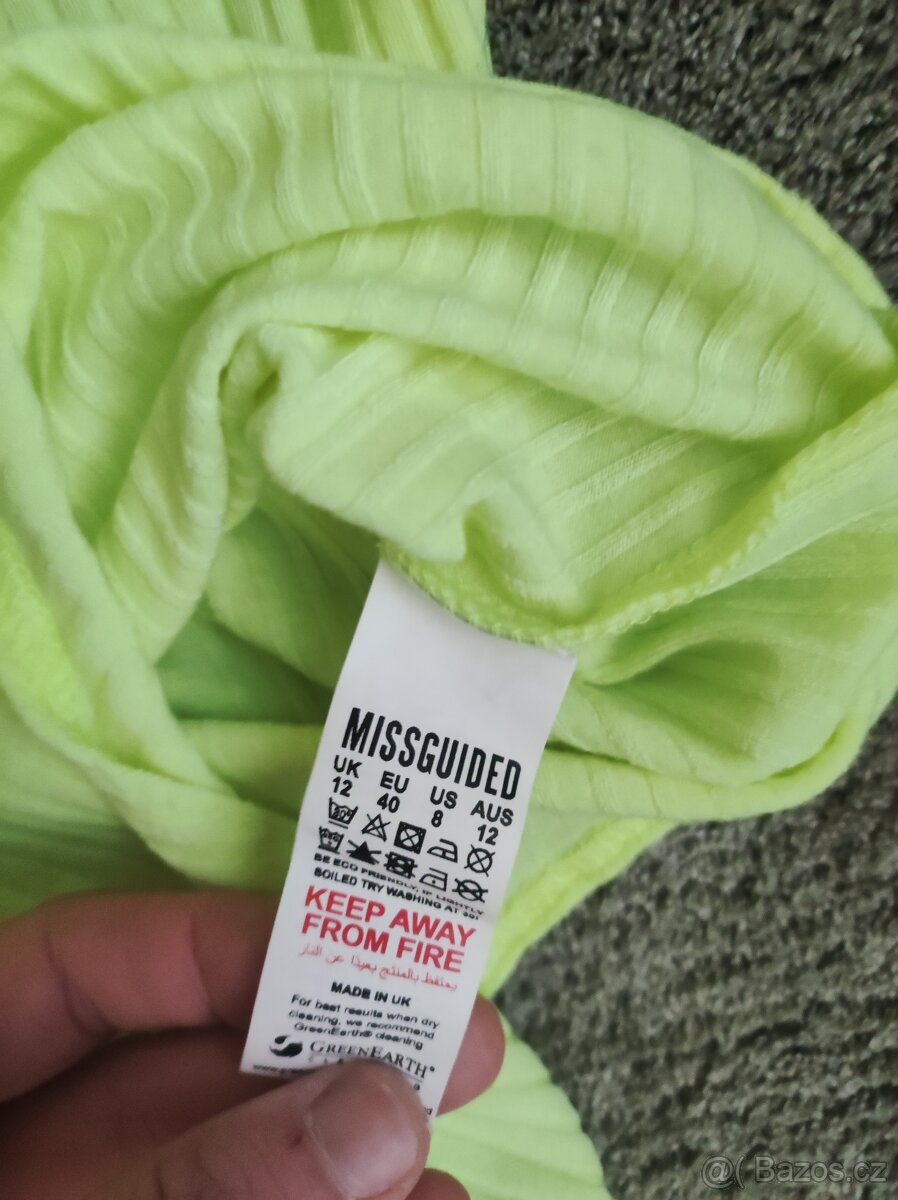 MISSGUIDED
UK EU US AUS
12 40 8 12
BE ECO FRIENDLY, IF LIGHTLY
SOILED TRY WASHING AT 30!
KEEP AWAY
FROM FIRE
يحتفظ بالمنتج بعيدا عن النار
MADE IN UK
For best results when dry
cleaning, we recommend
GreenEarth® cleaning
GREENEARTH®
@( Bazos.cz